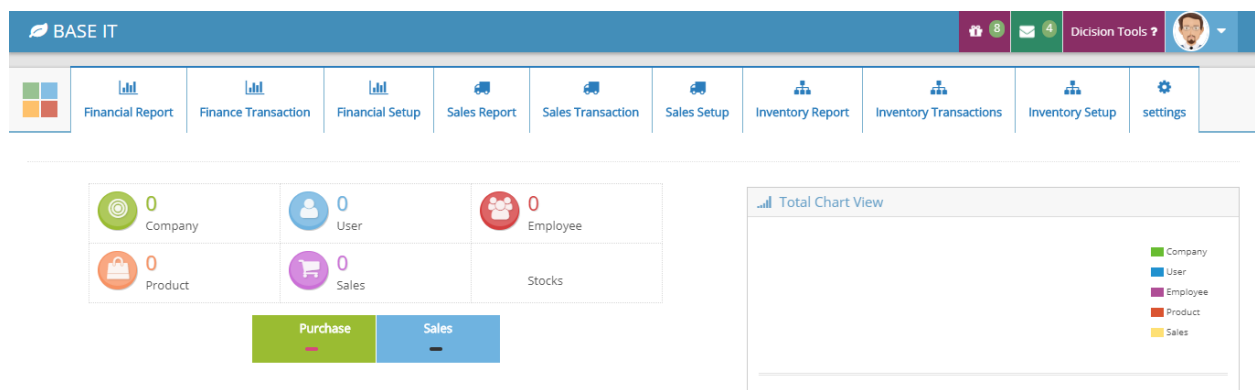 BASE IT
8
4
Dicision Tools ?
Financial Report
Finance Transaction
Financial Setup
Sales Report
Sales Transaction
Sales Setup
Inventory Report
Inventory Transactions
Inventory Setup
settings
0
Company
0
User
0
Employee
0
Product
0
Sales
Stocks
Purchase
Sales
Total Chart View
Company
User
Employee
Product
Sales